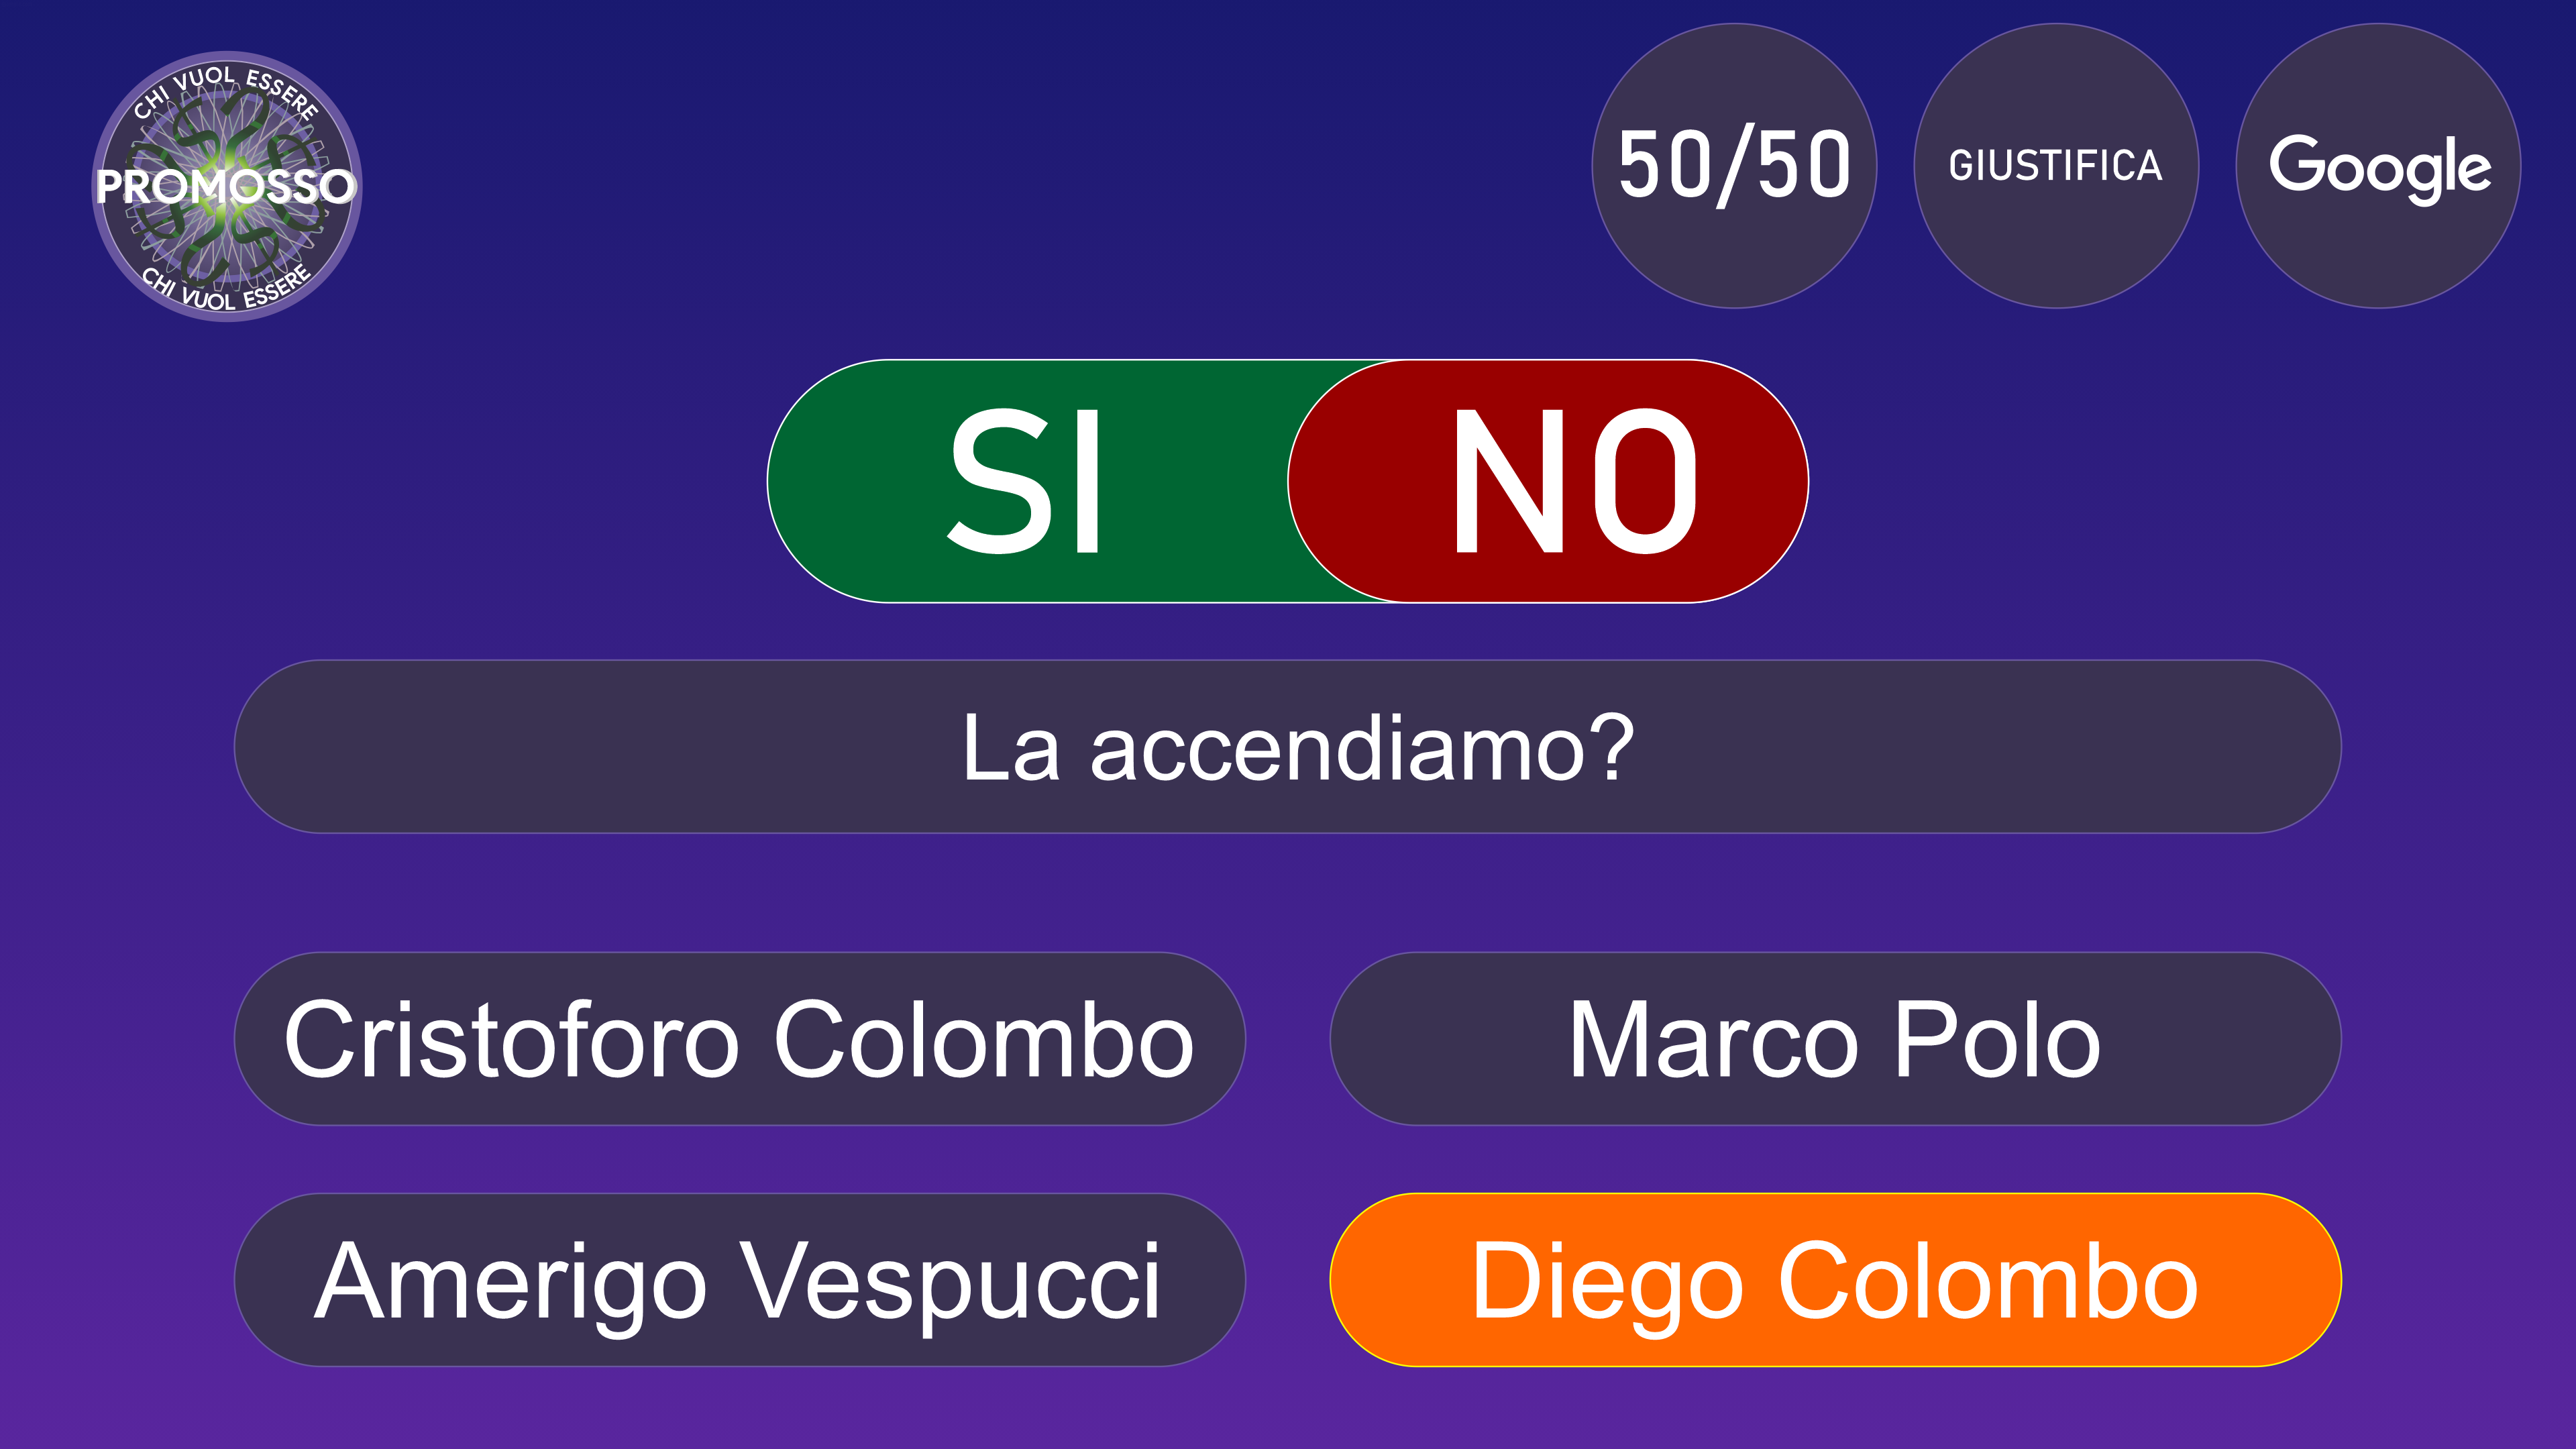 CHI VUOL ESSERE
PROMOSSO
CHI VUOL ESSERE
50/50
GIUSTIFICA
Google
SI
NO
La accendiamo?
Cristoforo Colombo
Marco Polo
Amerigo Vespucci
Diego Colombo